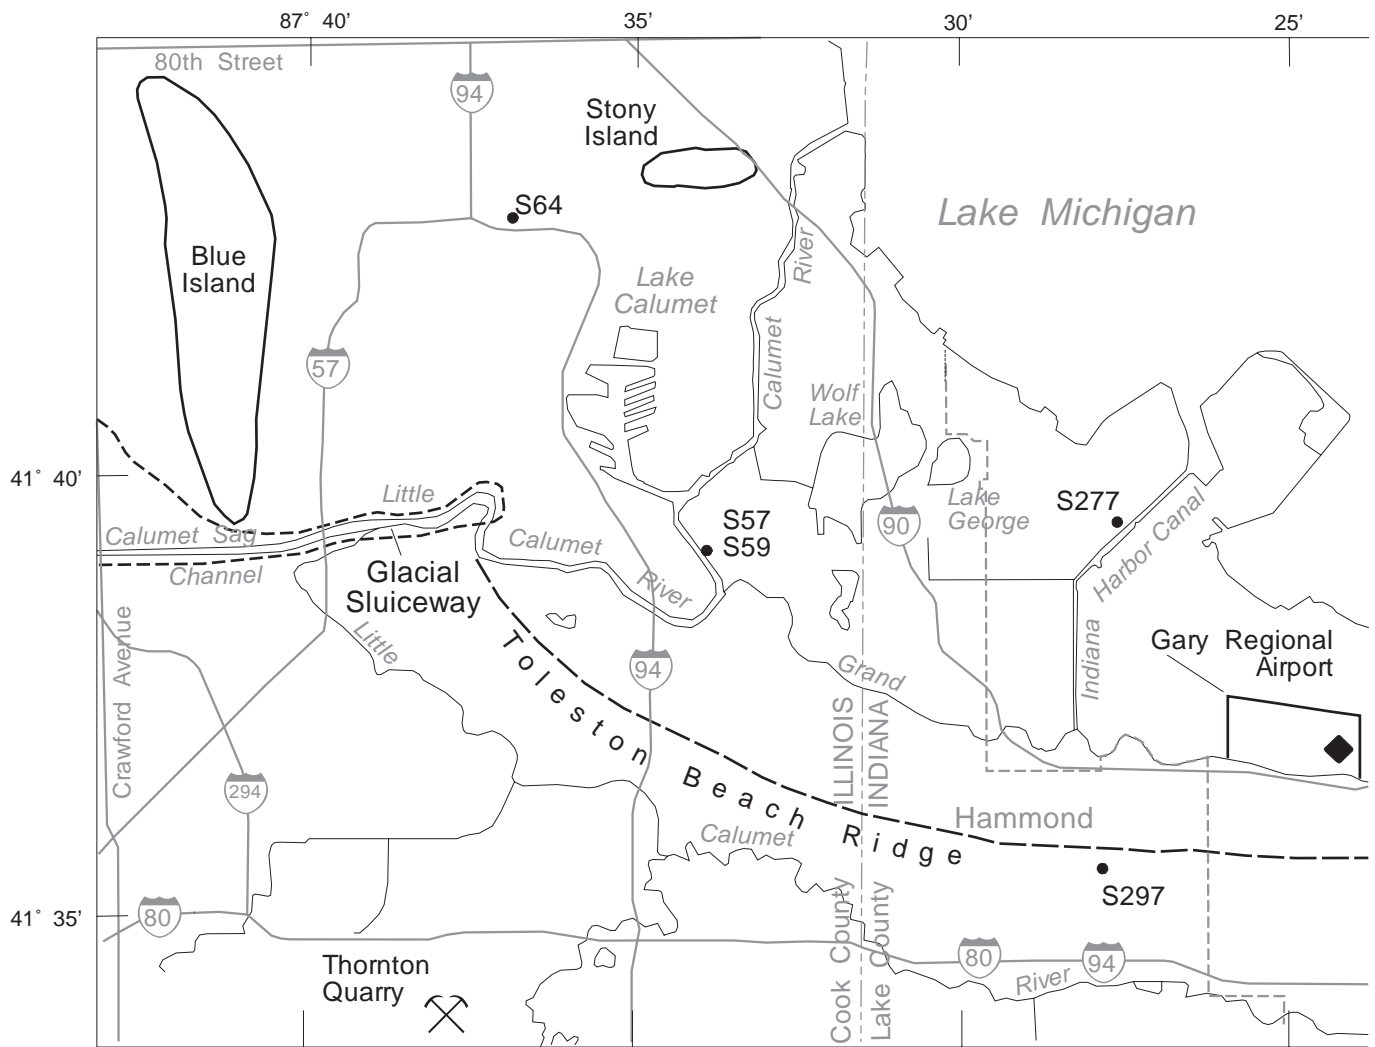 87° 40'
35'
30'
25'
80th Street
94
Stony
Island
S64
Lake Michigan
Blue
Island
Lake
Calumet
River
Calumet
57
Wolf
Lake
41° 40'
Little
Calumet Sag
Channel
Calumet
River
S57
S59
90
Lake
George
S277
Harbor Canal
Indiana
Glacial
Sluiceway
Little
Crawford Avenue
Toleston Beach Ridge
94
Grand
Gary Regional
Airport
ILLINOIS
INDIANA
294
Hammond
Calumet
S297
41° 35'
80
Cook County
Lake County
80
94
River
Thornton
Quarry